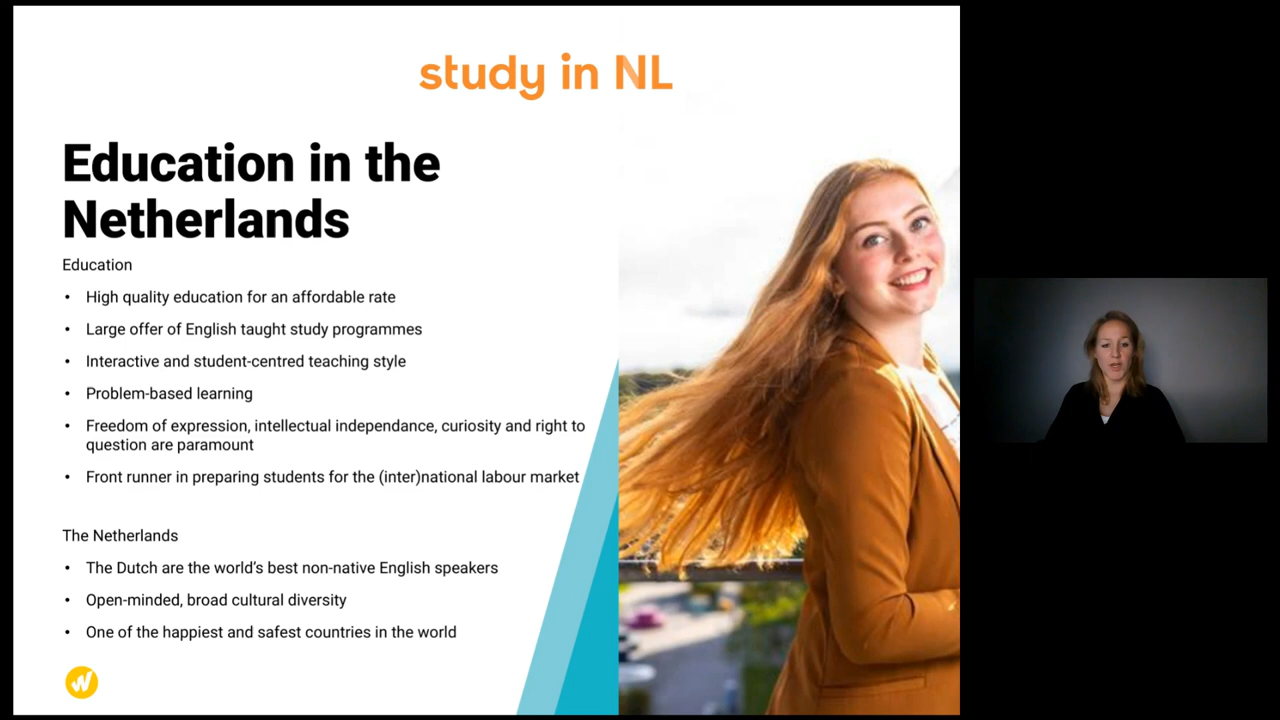 study in NL
Education in the
Netherlands
Education
• High quality education for an affordable rate
• Large offer of English taught study programmes
• Interactive and student-centred teaching style
• Problem-based learning
• Freedom of expression, intellectual independance, curiosity and right to
question are paramount
• Front runner in preparing students for the (inter)national labour market
The Netherlands
• The Dutch are the world's best non-native English speakers
• Open-minded, broad cultural diversity
• One of the happiest and safest countries in the world
W